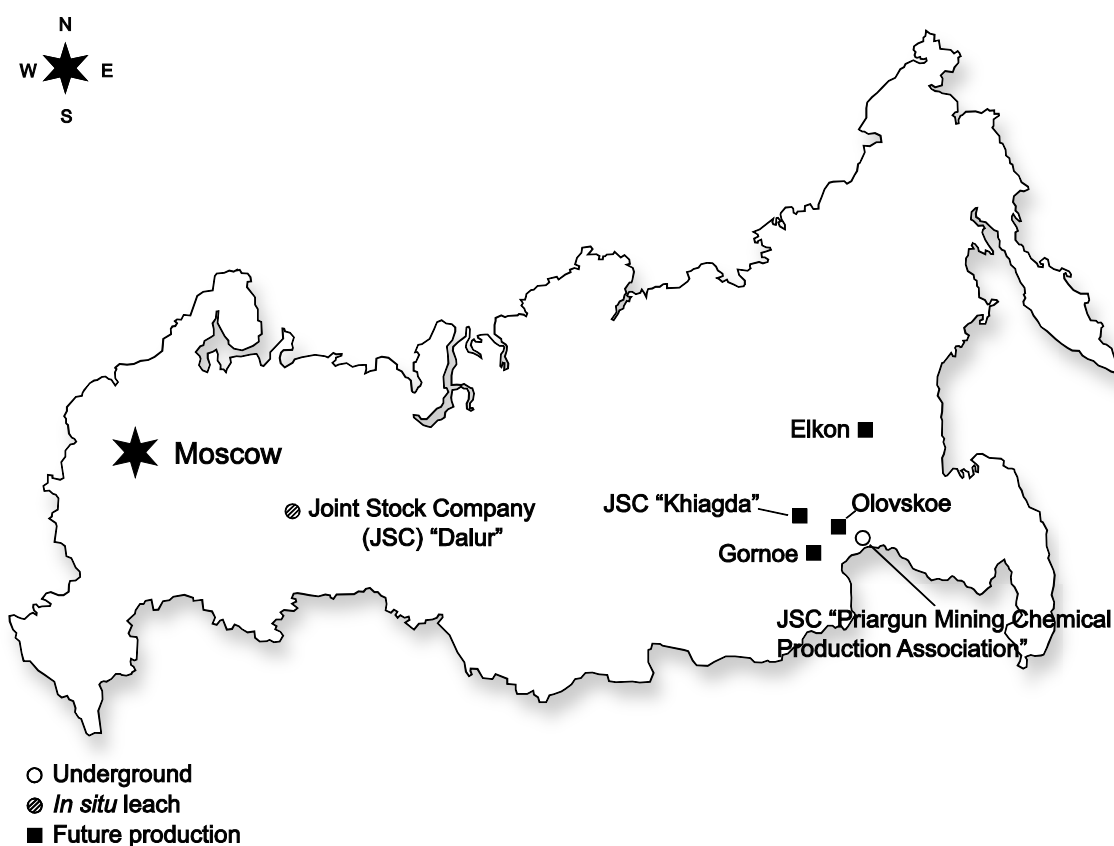 N
W E
S
Moscow
Elkon
JSC “Khiagda”
Olovskoe
Joint Stock Company
(JSC) “Dalur”
Gornoe
JSC “Priargun Mining Chemical
Production Association”
Underground
In situ leach
Future production